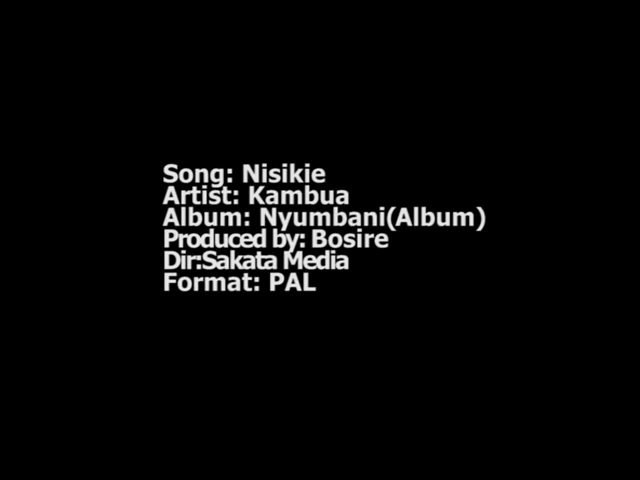 Song: Nisikie
Artist: Kambua
Album: Nyumbani(Album)
Produced by: Bosire
Dir:Sakata Media
Format: PAL